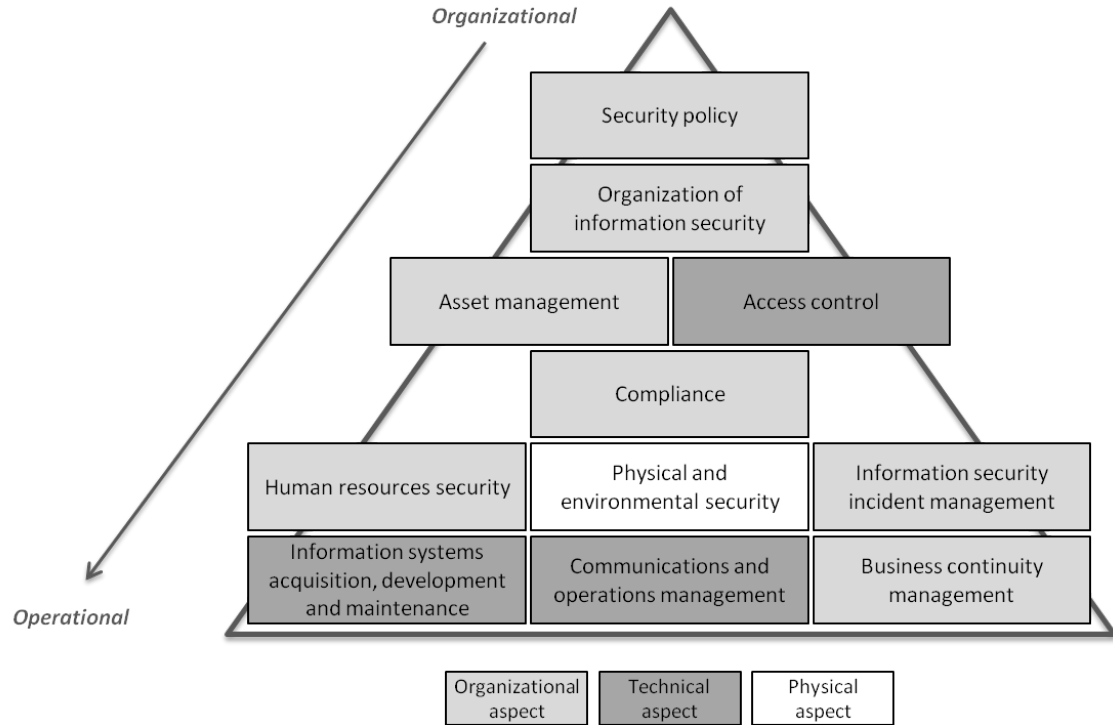 Organizational
Security policy
Organization of
information security
Asset management
Access control
Compliance
Human resources security
Physical and
environmental security
Information security
incident management
Information systems
acquisition, development
and maintenance
Communications and
operations management
Business continuity
management
Operational
Organizational
aspect
Technical
aspect
Physical
aspect